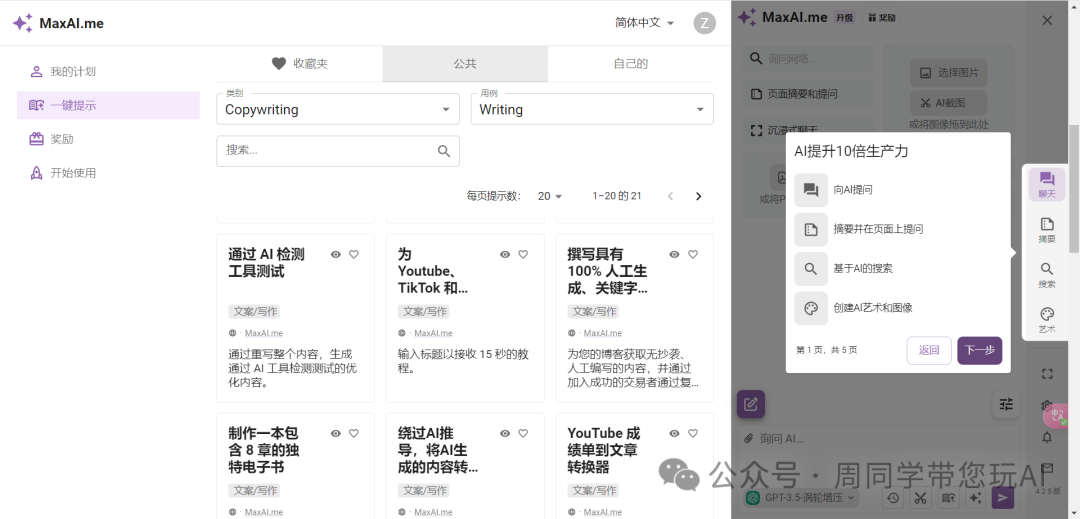 MaxAI.me
简体中文
Z
我的计划
一键提示
奖励
开始使用
收藏夹
公共
自己的
类别
Copywriting
用例
Writing
搜索...
每页提示数:
20
1–20 的 21
通过 AI 检测
工具测试
文案/写作
· MaxAI.me
通过重写整个内容，生成
通过 AI 工具检测测试的优
化内容。
为
Youtube、
TikTok 和...
文案/写作
· MaxAI.me
输入标题以接收 15 秒的教
程。
撰写具有
100% 人工生
成、关键字...
文案/写作
· MaxAI.me
为您的博客获取无抄袭、
人工编写的内容，并通过
加入成功的交易者通过复...
制作一本包
含 8 章的独
特电子书
文案/写作
· MaxAI.me
绕过AI推
导，将AI生
成的内容转...
文案/写作
· MaxAI.me
YouTube 成
绩单到文章
转换器
文案/写作
· MaxAI.me
MaxAI.me
升级
奖励
询问网络...
页面摘要和提问
沉浸式聊天
选择图片
AI截图
或将图像拖到此处
或将P
AI提升10倍生产力
向AI提问
摘要并在页面上提问
基于AI的搜索
创建AI艺术和图像
第 1 页，共 5 页
返回
下一步
聊天
摘要
搜索
艺术
询问 AI...
GPT-3.5-涡轮增压
4.2.5 版
公众号 · 周同学带您玩AI